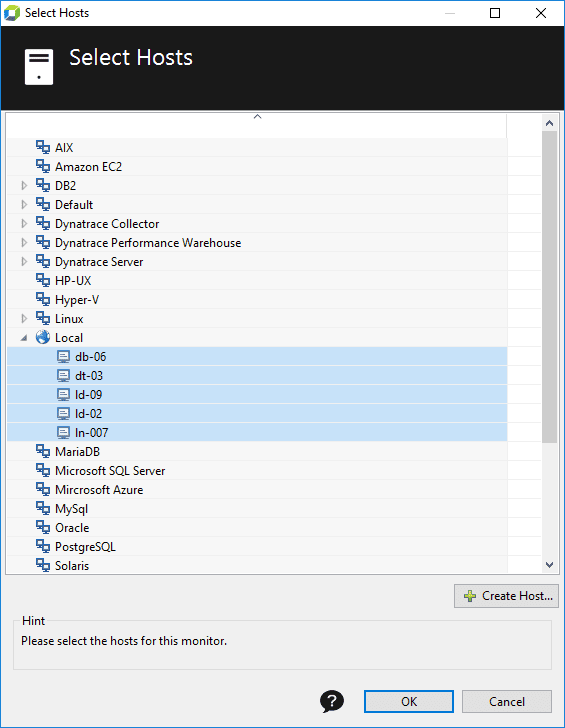 Select Hosts
Select Hosts
AIX
Amazon EC2
DB2
Default
Dynatrace Collector
Dynatrace Performance Warehouse
Dynatrace Server
HP-UX
Hyper-V
Linux
Local
db-06
dt-03
ld-09
ld-02
ln-007
MariaDB
Microsoft SQL Server
Mircrosoft Azure
MySql
Oracle
PostgreSQL
Solaris
Create Host...
Hint
Please select the hosts for this monitor.
?
OK
Cancel